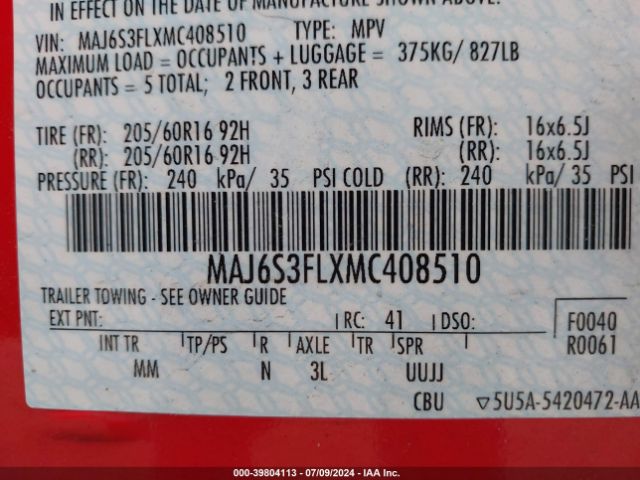 IN EFFECT ON THE DATE OF MANUFACTURE SHOWN ABOVE.
VIN: MAJ6S3FLXMC408510 TYPE: MPV
MAXIMUM LOAD = OCCUPANTS + LUGGAGE = 375KG/ 827LB
OCCUPANTS = 5 TOTAL; 2 FRONT, 3 REAR
TIRE (FR): 205/60R16 92H RIMS (FR): 16x6.5J
(RR): 205/60R16 92H (RR): 16x6.5J
PRESSURE (FR): 240 kPa/ 35 PSI COLD (RR): 240 kPa/ 35 PSI
MAJ6S3FLXMC408510
TRAILER TOWING - SEE OWNER GUIDE
EXT PNT: RC: 41 DSO: F0040
INT TR TP/PS R AXLE TR SPR R0061
MM N 3L UUJJ
CBU ▽5U5A-5420472-AA
000-39804113 - 07/09/2024 - IAA Inc.